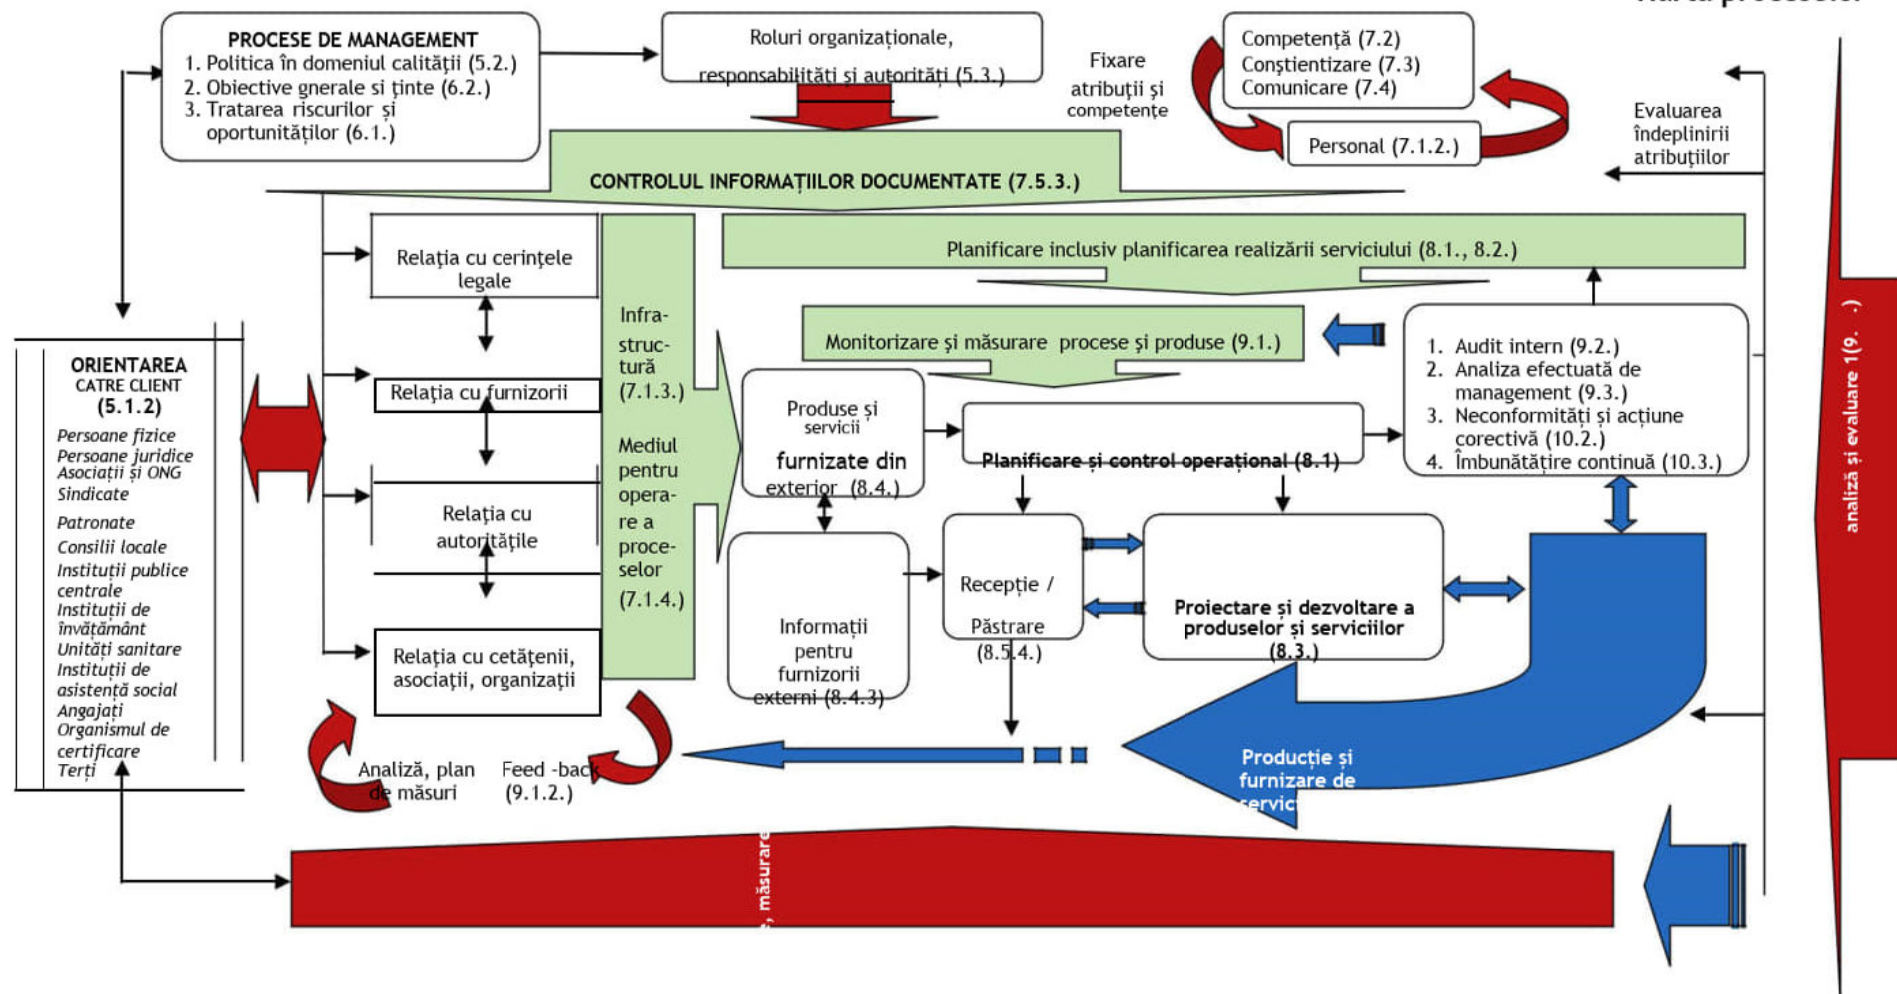 PROCESE DE MANAGEMENT
1. Politica în domeniul calității (5.2.)
2. Obiective gnerale si ținte (6.2.)
3. Tratarea riscurilor și
oportunităților (6.1.)
Roluri organizaționale,
responsabilități și autorități (5.3.)
Fixare
atribuții și
competențe
Competență (7.2)
Conștientizare (7.3)
Comunicare (7.4)
Personal (7.1.2.)
Evaluarea
îndeplinirii
atribuțiilor
CONTROLUL INFORMAȚIILOR DOCUMENTATE (7.5.3.)
Relația cu cerințele
legale
Relația cu furnizorii
Relația cu
autoritățile
Relația cu cetățenii,
asociații, organizații
Infra-
struc-
tură
(7.1.3.)
Mediul
pentru
opera-
re a
proce-
selor
(7.1.4.)
Planificare inclusiv planificarea realizării serviciului (8.1., 8.2.)
Monitorizare și măsurare procese și produse (9.1.)
1. Audit intern (9.2.)
2. Analiza efectuată de
management (9.3.)
3. Neconformități și acțiune
corectivă (10.2.)
4. Îmbunătățire continuă (10.3.)
ORIENTAREA
CATRE CLIENT
(5.1.2)
Persoane fizice
Persoane juridice
Asociații și ONG
Sindicate
Patronate
Consilii locale
Instituții publice
centrale
Instituții de
învățământ
Unități sanitare
Instituții de
asistență social
Angajați
Organismul de
certificare
Terți
Produse și
servicii
furnizate din
exterior (8.4.)
Planificare și control operațional (8.1)
Informații
pentru
furnizorii
externi (8.4.3)
Recepție /
Păstrare
(8.5.4.)
Proiectare și dezvoltare a
produselor și serviciilor
(8.3.)
Analiză, plan
de măsuri
Feed -back
(9.1.2.)
Producție și
furnizare de
, măsurare
analiză și evaluare 1(9. .)